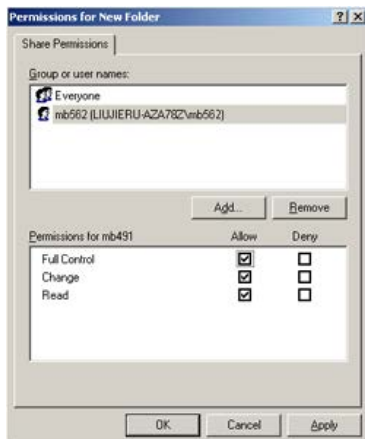 Permissions for New Folder
Share Permissions
Group or user names:
Everyone
mb562 (LIUJIERU-AZA78Z\mb562)
Add... Remove
Permissions for mb491 Allow Deny
Full Control
Change
Read
OK Cancel Apply